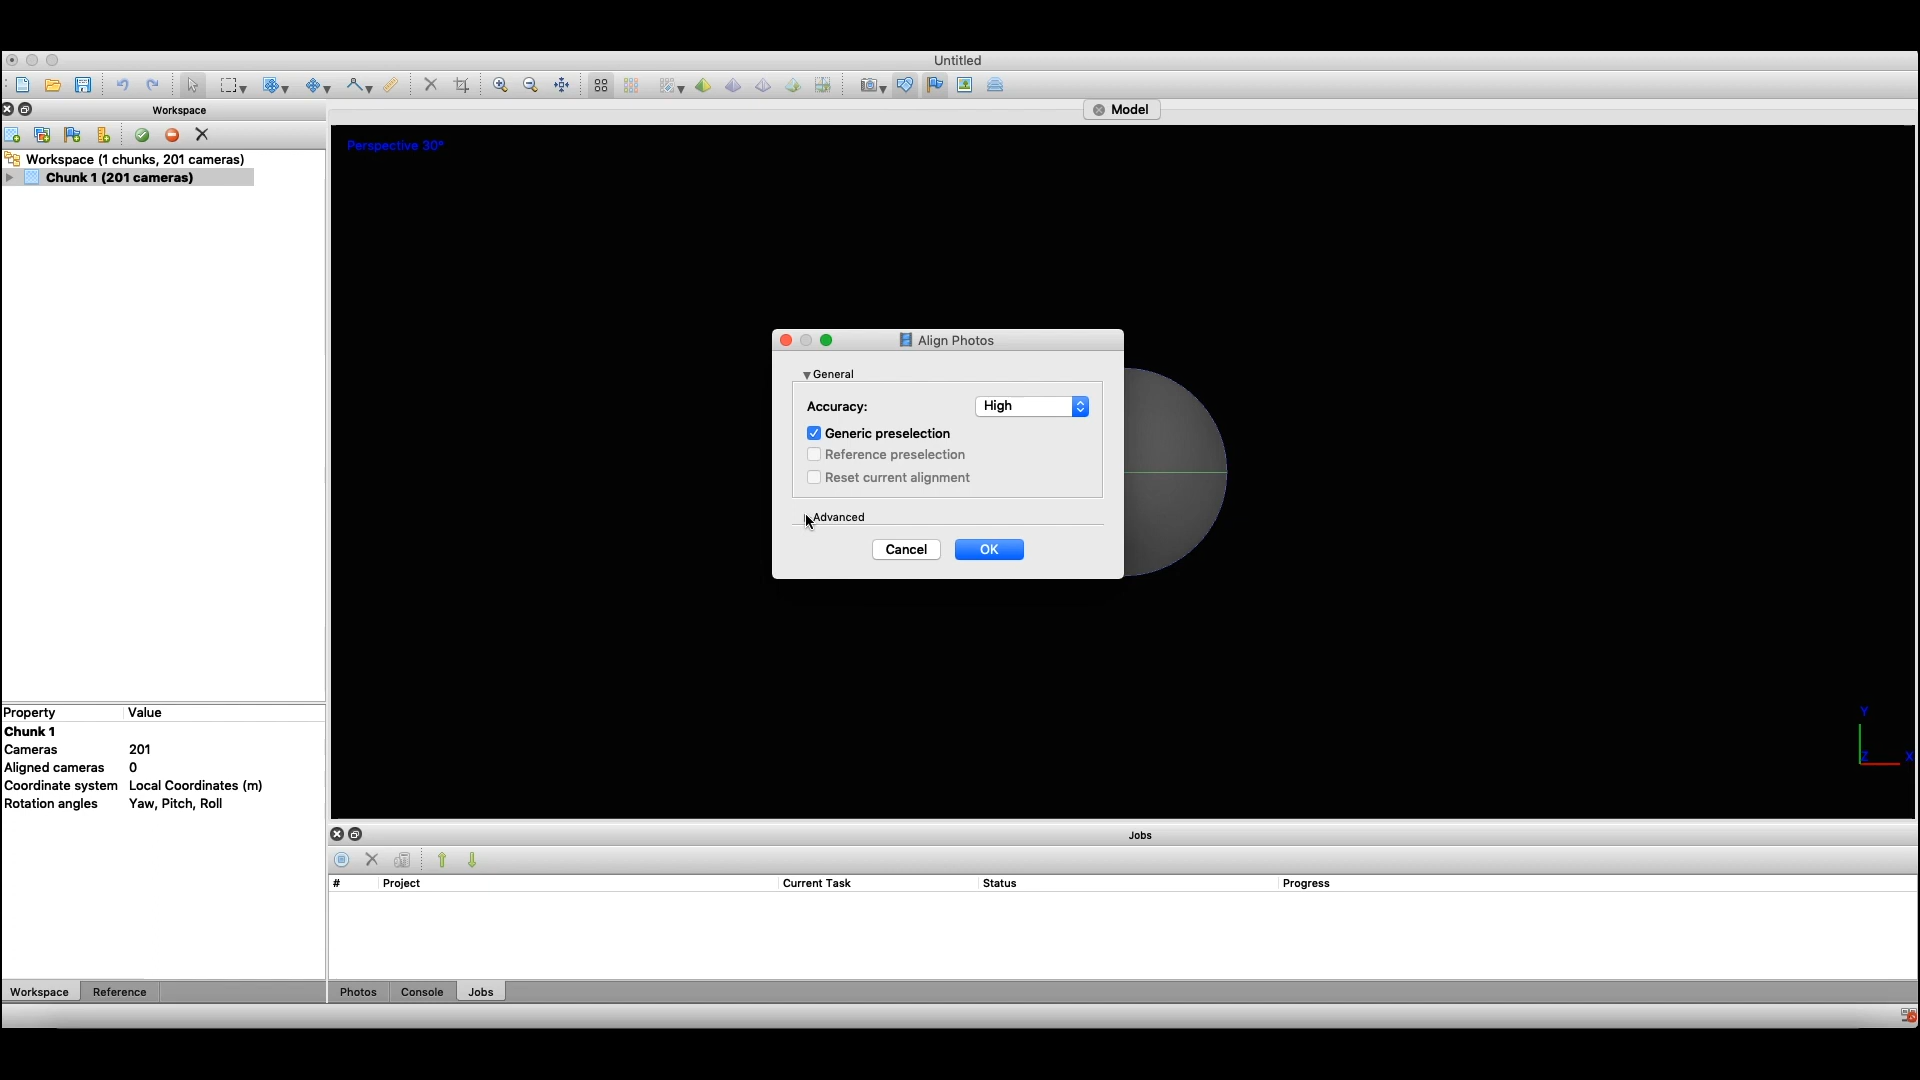 Untitled
Workspace
Model
Workspace (1 chunks, 201 cameras)
Chunk 1 (201 cameras)
Perspective 30°
Align Photos
General
Accuracy: High
Generic preselection
Reference preselection
Reset current alignment
Advanced
Cancel OK
Y
Z X
Property Value
Chunk 1
Cameras 201
Aligned cameras 0
Coordinate system Local Coordinates (m)
Rotation angles Yaw, Pitch, Roll
Jobs
# Project Current Task Status Progress
Workspace Reference Photos Console Jobs